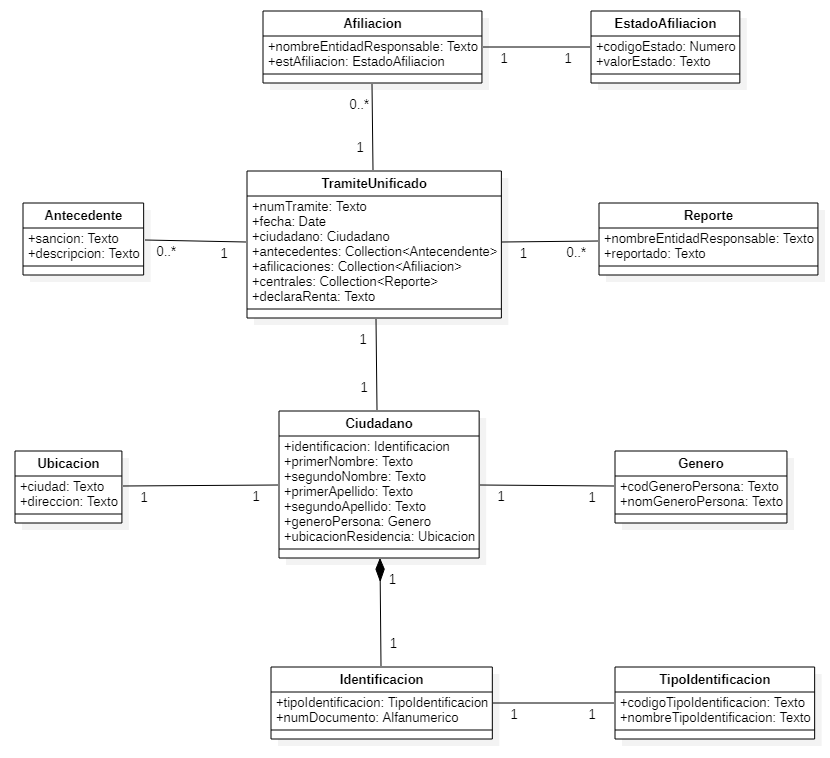 Afiliacion
+nombreEntidadResponsable: Texto
+estAfiliacion: EstadoAfiliacion
EstadoAfiliacion
+codigoEstado: Numero
+valorEstado: Texto
1
1
0..*
1
TramiteUnificado
+numTramite: Texto
+fecha: Date
+ciudadano: Ciudadano
+antecedentes: Collection<Antecendente>
+afilicaciones: Collection<Afiliacion>
+centrales: Collection<Reporte>
+declaraRenta: Texto
Antecedente
+sancion: Texto
+descripcion: Texto
0..*
1
Reporte
+nombreEntidadResponsable: Texto
+reportado: Texto
1
0..*
1
1
Ciudadano
+identificacion: Identificacion
+primerNombre: Texto
+segundoNombre: Texto
+primerApellido: Texto
+segundoApellido: Texto
+generoPersona: Genero
+ubicacionResidencia: Ubicacion
Ubicacion
+ciudad: Texto
+direccion: Texto
1
1
Genero
+codGeneroPersona: Texto
+nomGeneroPersona: Texto
1
1
1
1
Identificacion
+tipoIdentificacion: TipoIdentificacion
+numDocumento: Alfanumerico
TipoIdentificacion
+codigoTipoIdentificacion: Texto
+nombreTipoIdentificacion: Texto
1
1